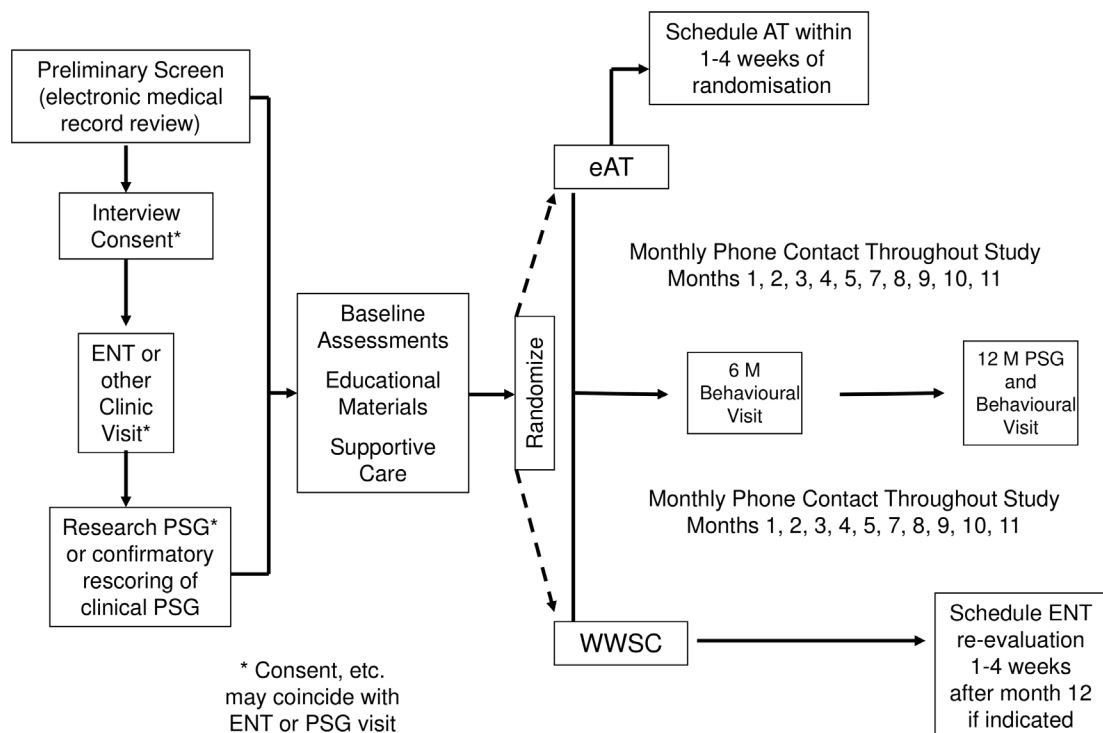 Preliminary Screen
(electronic medical
record review)
Interview
Consent*
ENT or
other
Clinic
Visit*
Research PSG*
or confirmatory
rescoring of
clinical PSG
* Consent, etc.
may coincide with
ENT or PSG visit
Baseline
Assessments
Educational
Materials
Supportive
Care
Randomize
Schedule AT within
1-4 weeks of
randomisation
eAT
Monthly Phone Contact Throughout Study
Months 1, 2, 3, 4, 5, 7, 8, 9, 10, 11
6 M
Behavioural
Visit
12 M PSG
and
Behavioural
Visit
Monthly Phone Contact Throughout Study
Months 1, 2, 3, 4, 5, 7, 8, 9, 10, 11
WWSC
Schedule ENT
re-evaluation
1-4 weeks
after month 12
if indicated